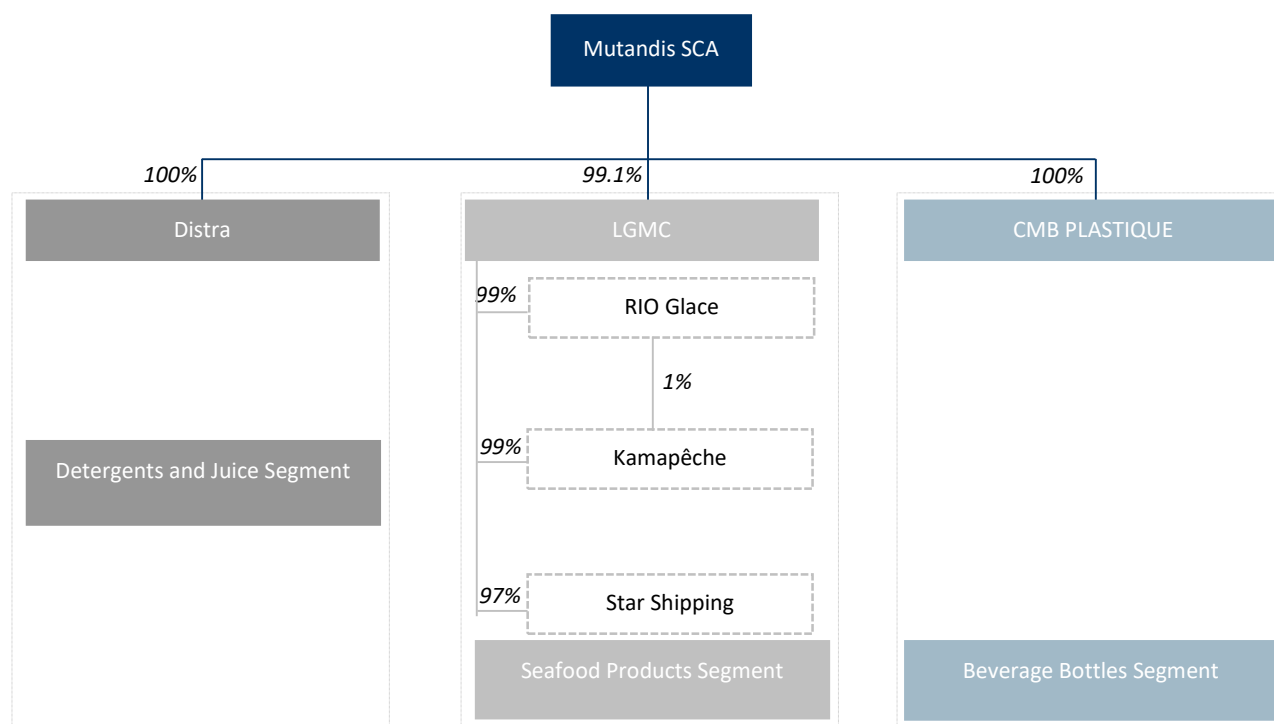 Mutandis SCA
100%
99.1%
100%
Distra
LGMC
CMB PLASTIQUE
99%
RIO Glace
1%
99%
Kamapêche
Detergents and Juice Segment
97%
Star Shipping
Seafood Products Segment
Beverage Bottles Segment